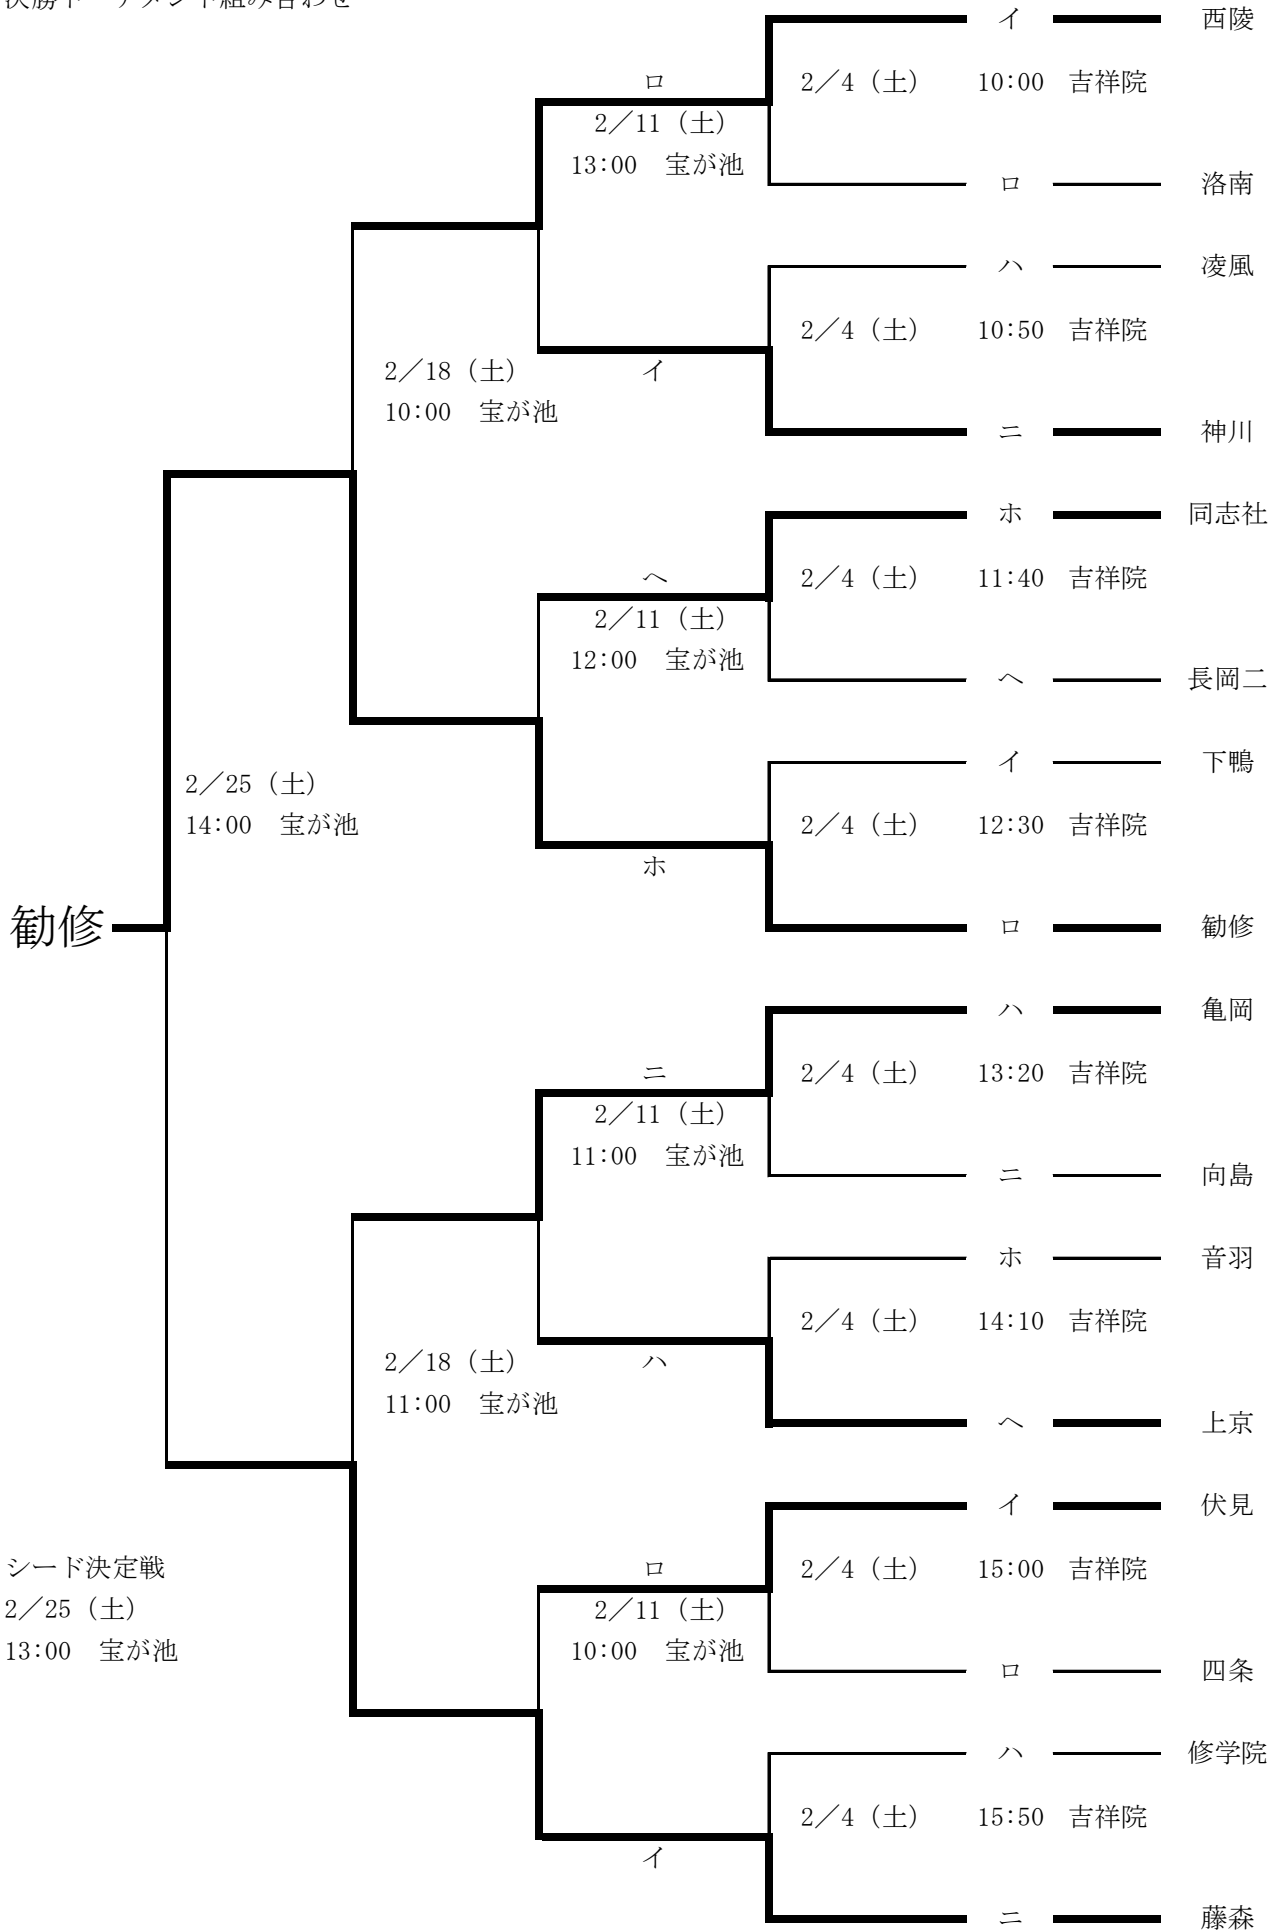 イ 西陵
2／4（土） 10:00 吉祥院
ロ
2／11（土）
13:00 宝が池
ロ 洛南
ハ 凌風
2／4（土） 10:50 吉祥院
イ
2／18（土）
10:00 宝が池
ニ 神川
ホ 同志社
2／4（土） 11:40 吉祥院
ヘ
2／11（土）
12:00 宝が池
ヘ 長岡二
イ 下鴨
2／25（土）
14:00 宝が池
2／4（土） 12:30 吉祥院
ホ
勧修
ロ 勧修
ハ 亀岡
2／4（土） 13:20 吉祥院
ニ
2／11（土）
11:00 宝が池
ニ 向島
ホ 音羽
2／4（土） 14:10 吉祥院
ハ
2／18（土）
11:00 宝が池
ヘ 上京
イ 伏見
2／4（土） 15:00 吉祥院
ロ
2／11（土）
10:00 宝が池
シード決定戦
2／25（土）
13:00 宝が池
ロ 四条
ハ 修学院
2／4（土） 15:50 吉祥院
イ
ニ 藤森